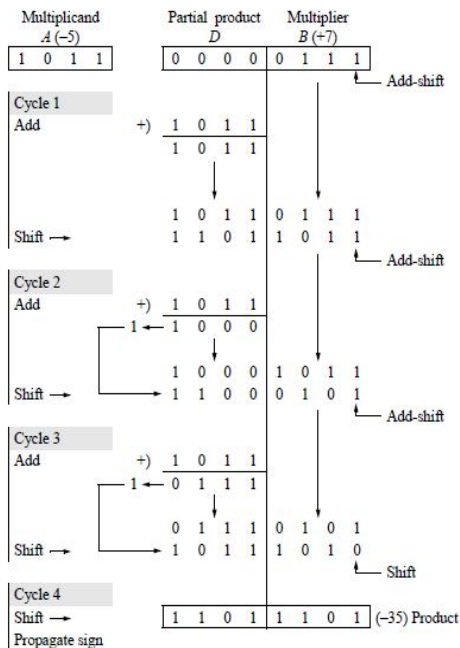 Multiplicand Partial product Multiplier
A (–5) D B (+7)
1 0 1 1 0 0 0 0 0 1 1 1
Add-shift
Cycle 1
Add +) 1 0 1 1
1 0 1 1
1 0 1 1 0 1 1 1
Shift → 1 1 0 1 1 0 1 1
Add-shift
Cycle 2
Add +) 1 0 1 1
1 ← 1 0 0 0
1 0 0 0 1 0 1 1
Shift → 1 1 0 0 0 1 0 1
Add-shift
Cycle 3
Add +) 1 0 1 1
1 ← 0 1 1 1
0 1 1 1 0 1 0 1
Shift → 1 0 1 1 1 0 1 0
Shift
Cycle 4
Shift → 1 1 0 1 1 1 0 1 (–35) Product
Propagate sign